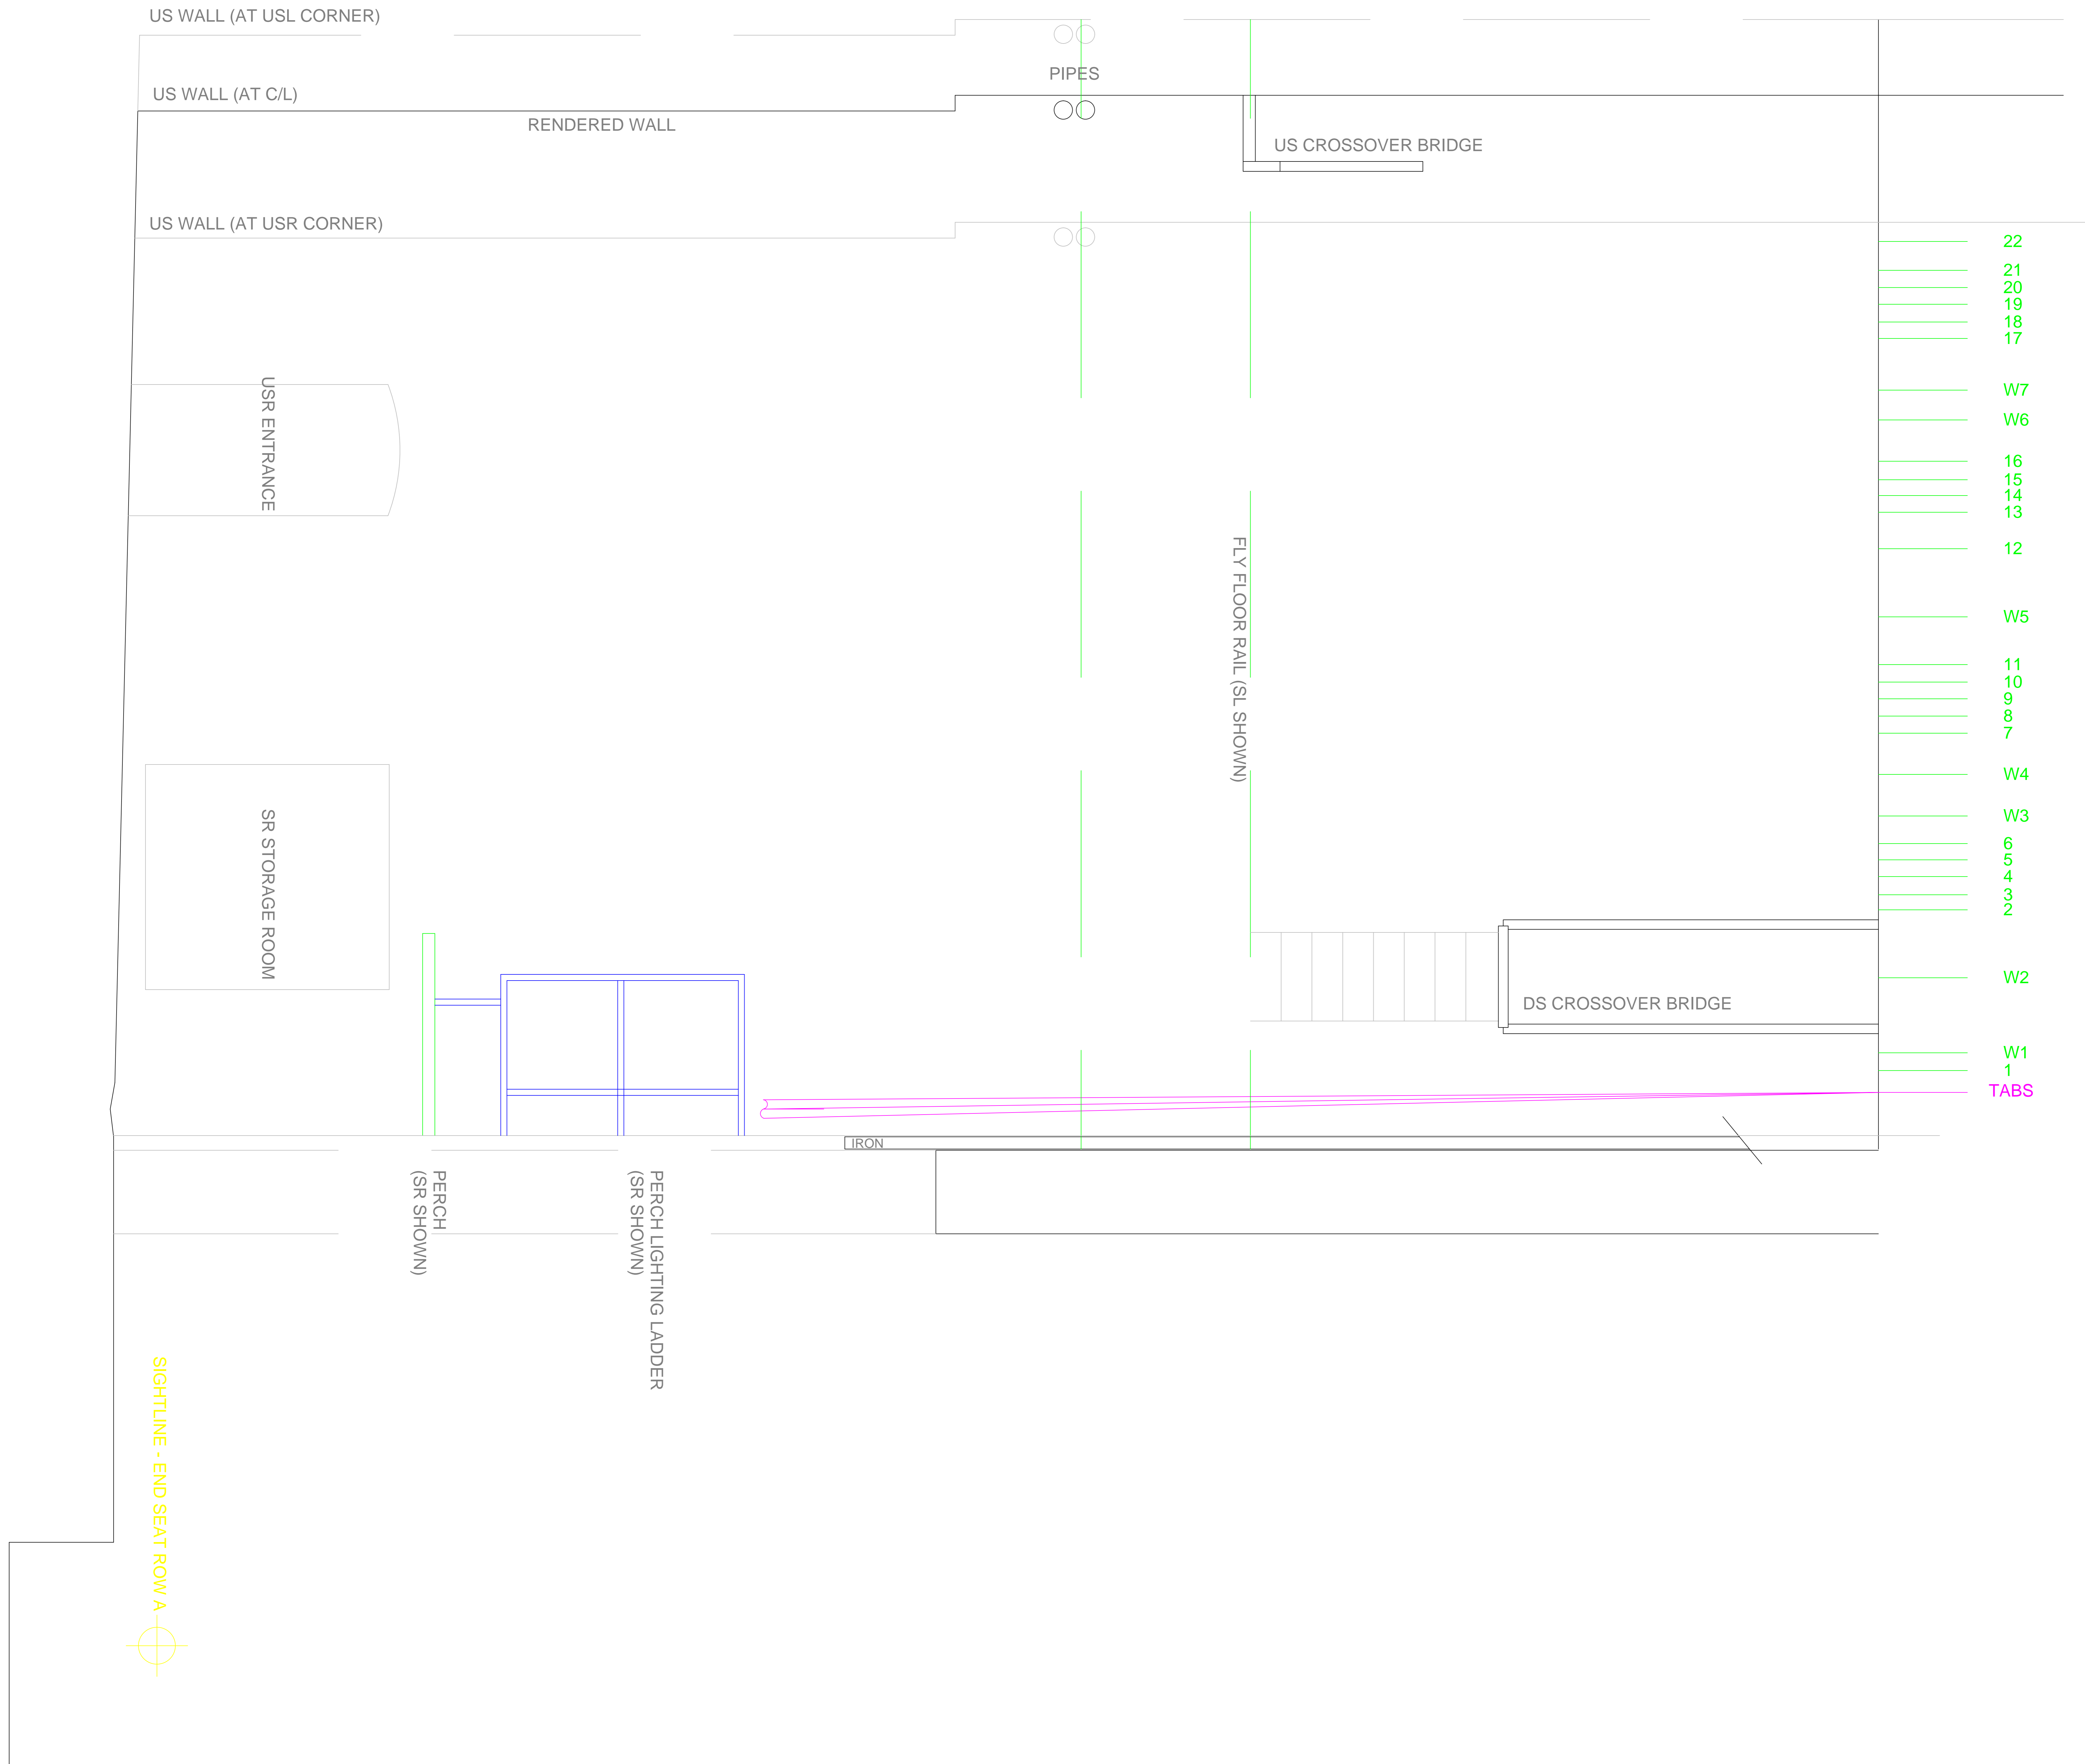 US WALL (AT USL CORNER)
PIPES
US WALL (AT C/L)
RENDERED WALL
US CROSSOVER BRIDGE
US WALL (AT USR CORNER)
22
21
20
19
18
17
USR ENTRANCE
W7
W6
16
15
14
13
12
FLY FLOOR RAIL (SL SHOWN)
W5
11
10
9
8
7
W4
W3
SR STORAGE ROOM
6
5
4
3
2
W2
DS CROSSOVER BRIDGE
W1
1
TABS
IRON
PERCH
(SR SHOWN)
PERCH LIGHTING LADDER
(SR SHOWN)
SIGHTLINE - END SEAT ROW A